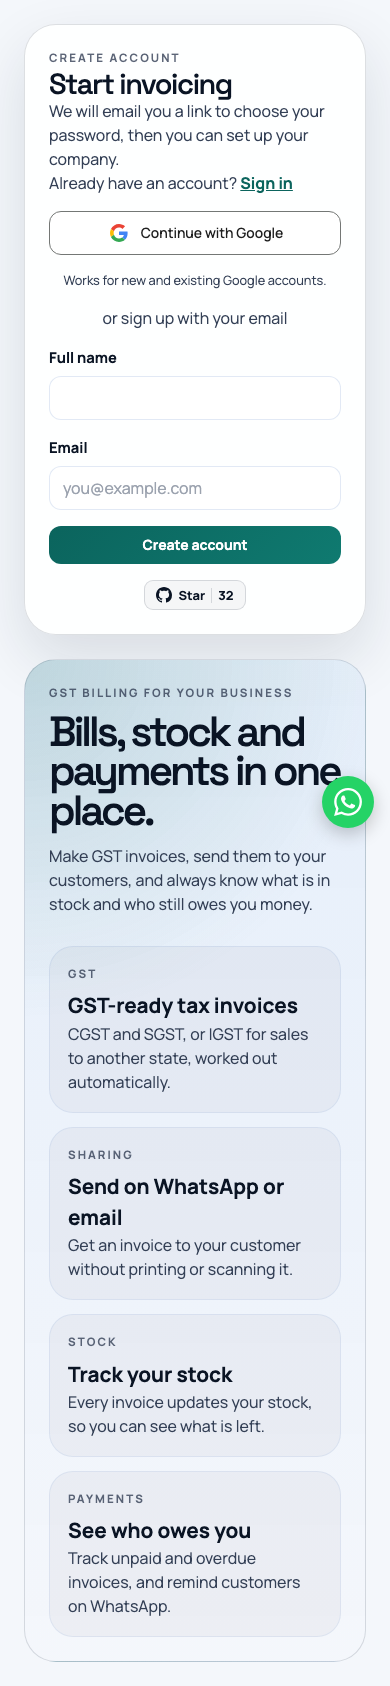 CREATE ACCOUNT
Start invoicing
We will email you a link to choose your
password, then you can set up your
company.
Already have an account? Sign in
Continue with Google
Works for new and existing Google accounts.
or sign up with your email
Full name
Email
you@example.com
Create account
Star 32
GST BILLING FOR YOUR BUSINESS
Bills, stock and
payments in one
place.
Make GST invoices, send them to your
customers, and always know what is in
stock and who still owes you money.
GST
GST-ready tax invoices
CGST and SGST, or IGST for sales
to another state, worked out
automatically.
SHARING
Send on WhatsApp or
email
Get an invoice to your customer
without printing or scanning it.
STOCK
Track your stock
Every invoice updates your stock,
so you can see what is left.
PAYMENTS
See who owes you
Track unpaid and overdue
invoices, and remind customers
on WhatsApp.